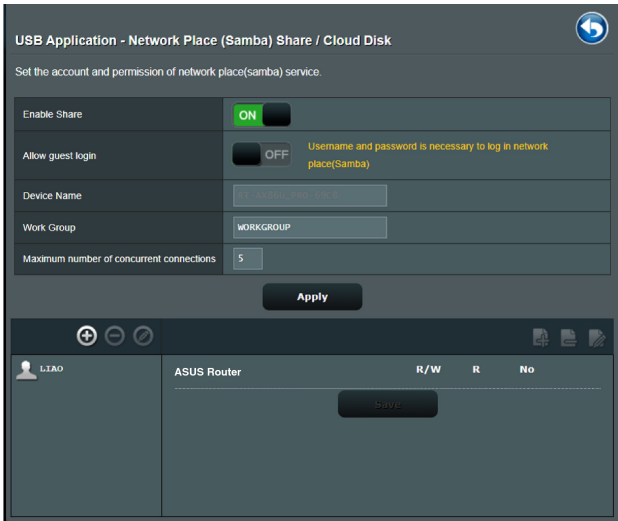 USB Application - Network Place (Samba) Share / Cloud Disk
Set the account and permission of network place(samba) service.
Enable Share
ON
Allow guest login
OFF
Username and password is necessary to log in network
place(Samba)
Device Name
Work Group
WORKGROUP
Maximum number of concurrent connections
5
Apply
LIAO
ASUS Router
R/W
R
No
Save